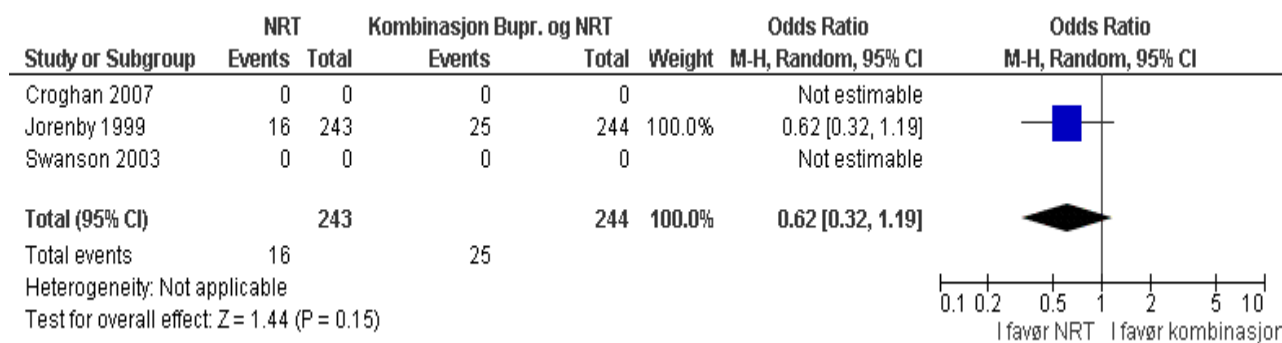 NRT Kombinasjon Bupr. og NRT Odds Ratio Odds Ratio
Study or Subgroup Events Total Events Total Weight M-H, Random, 95% CI M-H, Random, 95% CI
Croghan 2007 0 0 0 0 Not estimable
Jorenby 1999 16 243 25 244 100.0% 0.62 [0.32, 1.19]
Swanson 2003 0 0 0 0 Not estimable
Total (95% CI) 243 244 100.0% 0.62 [0.32, 1.19]
Total events 16 25
Heterogeneity: Not applicable
Test for overall effect: Z = 1.44 (P = 0.15)
0.1 0.2 0.5 1 2 5 10
I favør NRT I favør kombinasjon